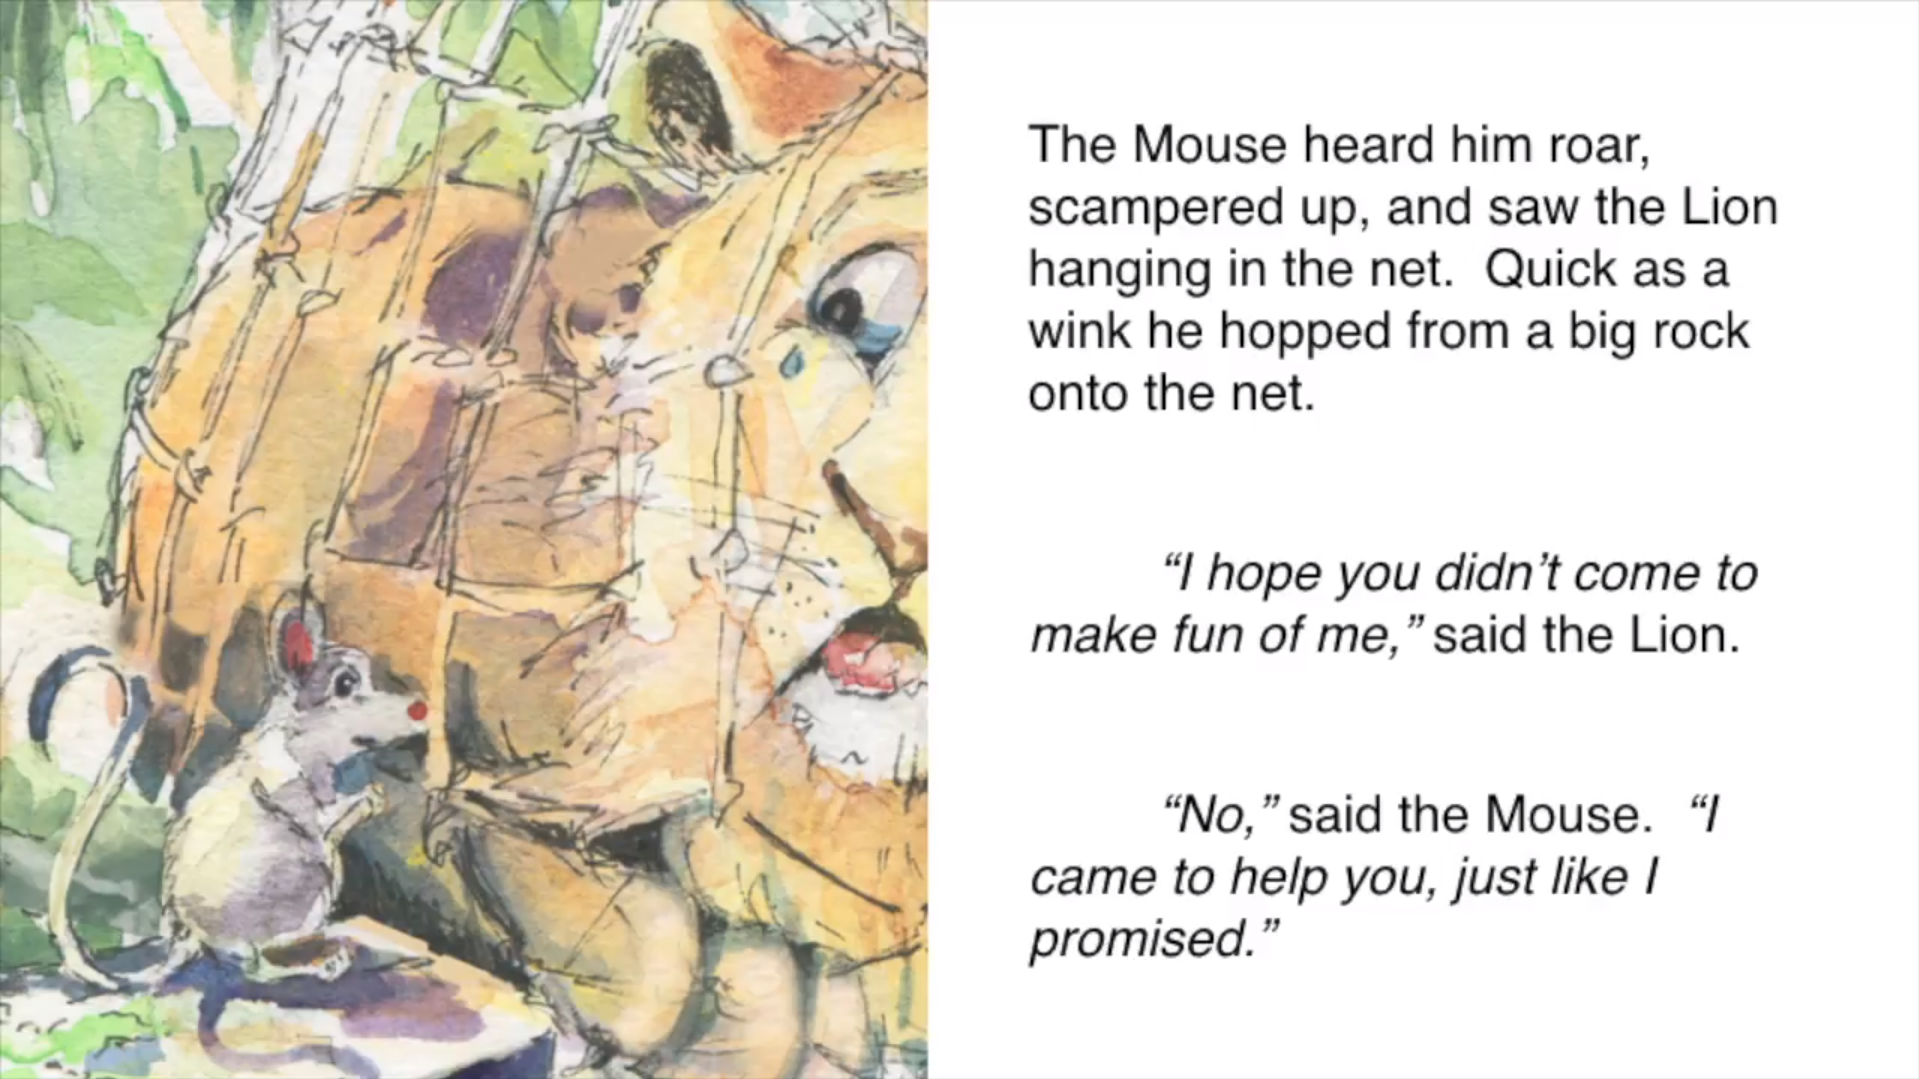 The Mouse heard him roar,
scampered up, and saw the Lion
hanging in the net.  Quick as a
wink he hopped from a big rock
onto the net.
“I hope you didn’t come to
make fun of me,” said the Lion.
“No,” said the Mouse.  “I
came to help you, just like I
promised.”